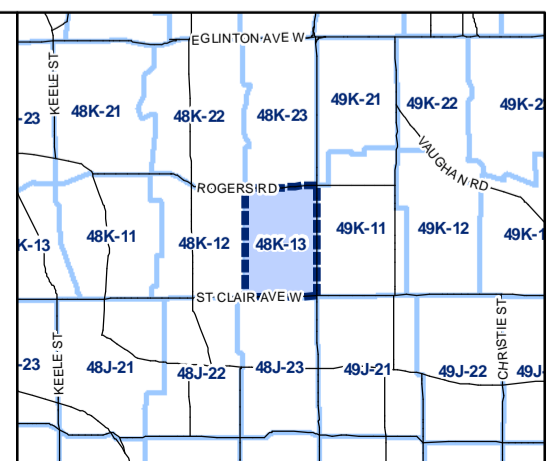 EGLINTON AVE W
KEELE ST
-23
48K-21
48K-22
48K-23
49K-21
49K-22
49K-2
VAUGHAN RD
ROGERS RD
K-13
48K-11
48K-12
48K-13
49K-11
49K-12
49K-1
ST CLAIR AVE W
-23
KEELE ST
48J-21
48J-22
48J-23
49J-21
49J-22
CHRISTIE ST
49J-